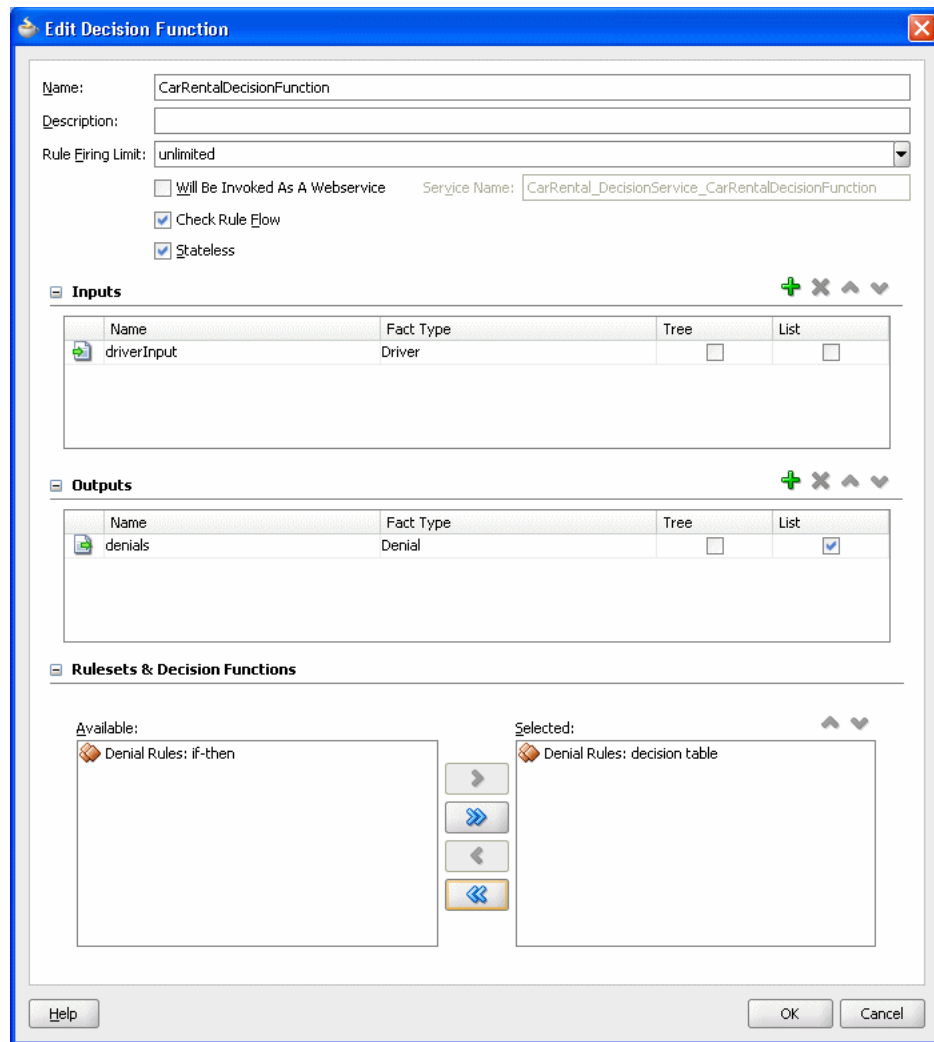 Edit Decision Function
Name: CarRentalDecisionFunction
Description:
Rule Firing Limit: unlimited
Will Be Invoked As A Webservice Service Name: CarRental_DecisionService_CarRentalDecisionFunction
Check Rule Flow
Stateless
Inputs
Name Fact Type Tree List
driverInput Driver
Outputs
Name Fact Type Tree List
denials Denial
Rulesets & Decision Functions
Available: Selected:
Denial Rules: if-then Denial Rules: decision table
Help OK Cancel